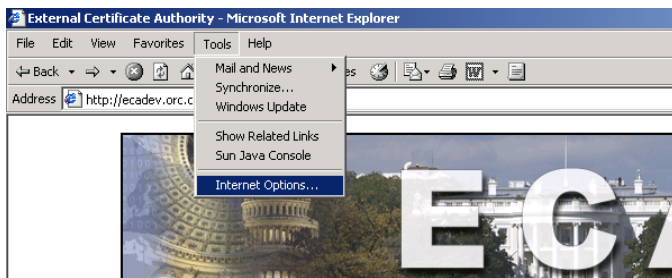 External Certificate Authority - Microsoft Internet Explorer
File Edit View Favorites Tools Help
Back
Mail and News
Synchronize...
Windows Update
Address http://ecadev.orc.c
Show Related Links
Sun Java Console
Internet Options...
E C